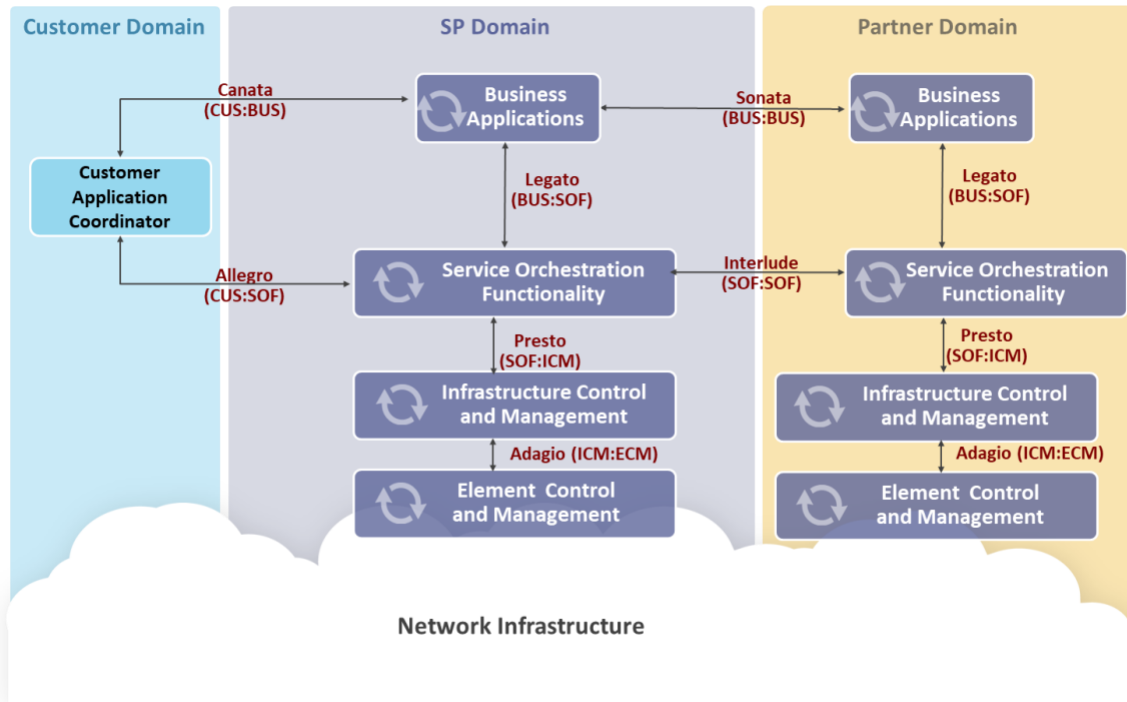 Customer Domain
SP Domain
Partner Domain
Canata
(CUS:BUS)
Business
Applications
Sonata
(BUS:BUS)
Business
Applications
Customer
Application
Coordinator
Legato
(BUS:SOF)
Legato
(BUS:SOF)
Allegro
(CUS:SOF)
Service Orchestration
Functionality
Interlude
(SOF:SOF)
Service Orchestration
Functionality
Presto
(SOF:ICM)
Presto
(SOF:ICM)
Infrastructure Control
and Management
Infrastructure Control
and Management
Adagio (ICM:ECM)
Adagio (ICM:ECM)
Element Control
and Management
Element Control
and Management
Network Infrastructure